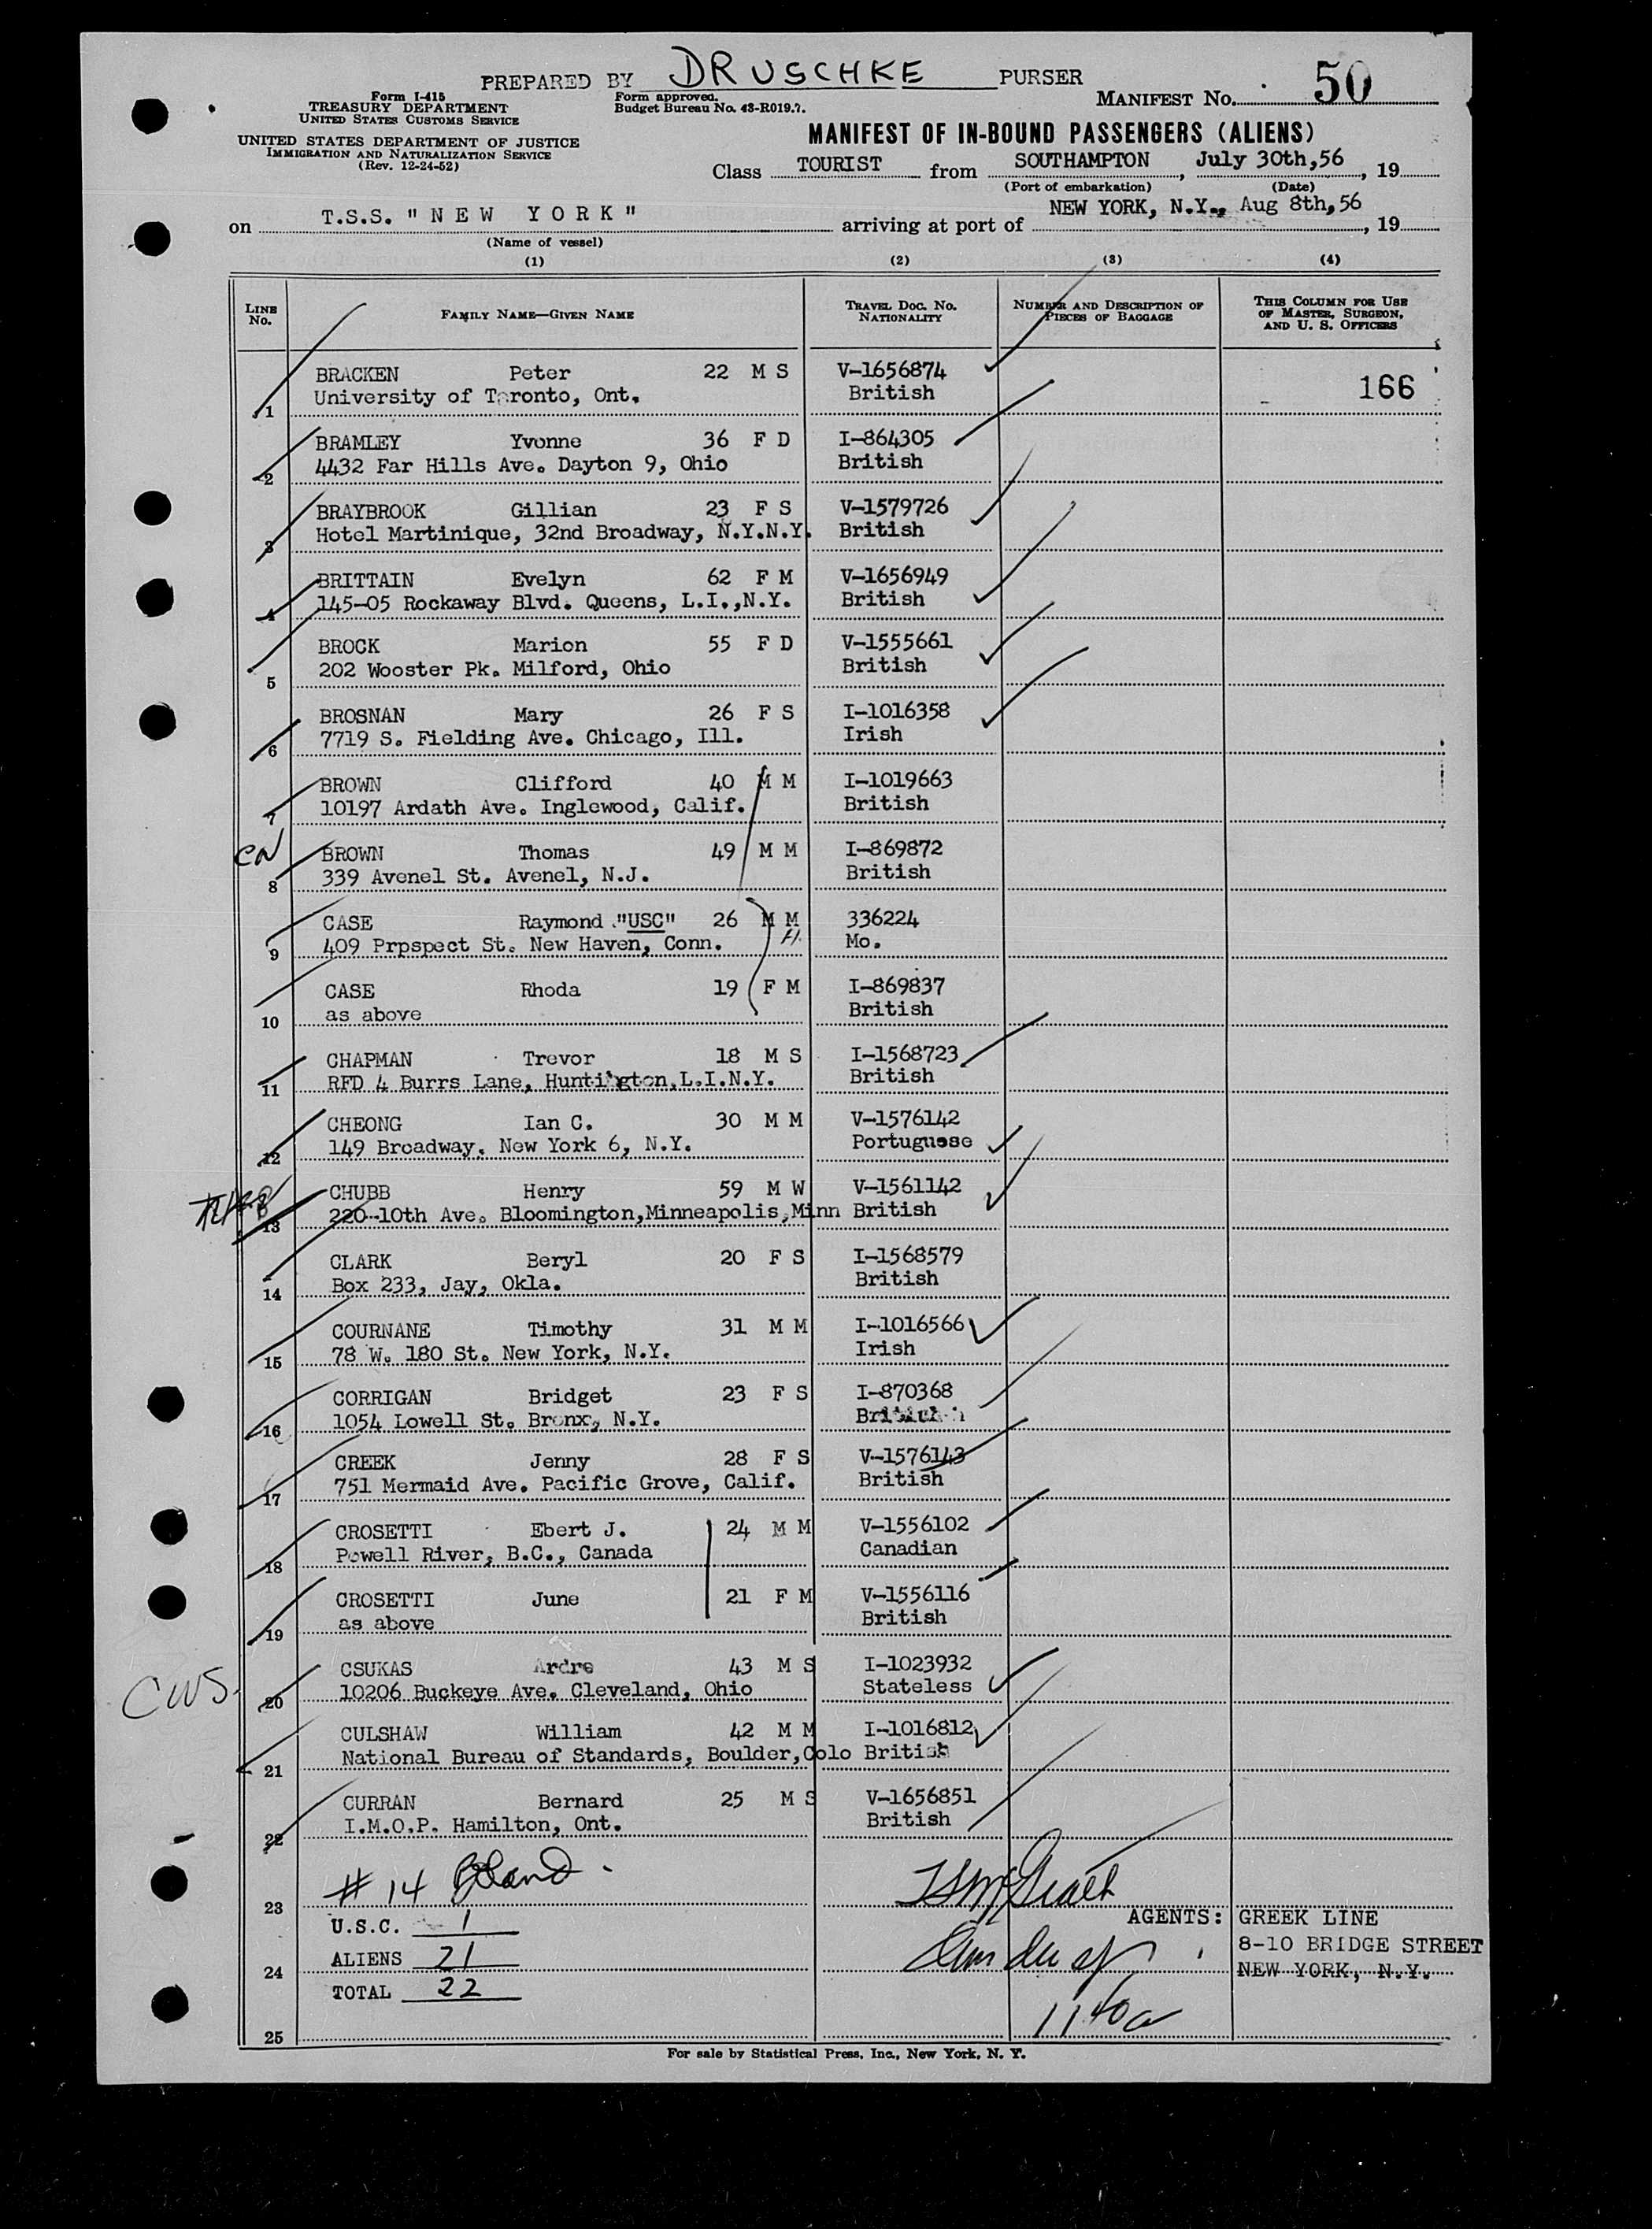 PREPARED BY DRUSCHKE PURSER
Form I-415
TREASURY DEPARTMENT
UNITED STATES CUSTOMS SERVICE
UNITED STATES DEPARTMENT OF JUSTICE
IMMIGRATION AND NATURALIZATION SERVICE
(Rev. 12-24-52)
Form approved.
Budget Bureau No. 43-R019.7.
MANIFEST No. 50
MANIFEST OF IN-BOUND PASSENGERS (ALIENS)
Class TOURIST from SOUTHAMPTON, July 30th,56, 19
(Port of embarkation) (Date)
on T.S.S. "NEW YORK" arriving at port of NEW YORK, N.Y., Aug 8th,56, 19
(Name of vessel)
(1) (2) (3) (4)
LINE No. FAMILY NAME—GIVEN NAME TRAVEL DOC. NO. NATIONALITY NUMBER AND DESCRIPTION OF PIECES OF BAGGAGE THIS COLUMN FOR USE OF MASTER, SURGEON, AND U. S. OFFICERS
BRACKEN Peter 22 M S V-1656874
1 University of Toronto, Ont. British 166
BRAMLEY Yvonne 36 F D I-864305
2 4432 Far Hills Ave. Dayton 9, Ohio British
BRAYBROOK Gillian 23 F S V-1579726
3 Hotel Martinique, 32nd Broadway, N.Y.N.Y. British
BRITTAIN Evelyn 62 F M V-1656949
4 145-05 Rockaway Blvd. Queens, L.I.,N.Y. British
BROCK Marion 55 F D V-1555661
5 202 Wooster Pk. Milford, Ohio British
BROSNAN Mary 26 F S I-1016358
6 7719 S. Fielding Ave. Chicago, Ill. Irish
BROWN Clifford 40 M M I-1019663
7 10197 Ardath Ave. Inglewood, Calif. British
CN BROWN Thomas 49 M M I-869872
8 339 Avenel St. Avenel, N.J. British
CASE Raymond "USC" 26 M M 336224
9 409 Prpspect St. New Haven, Conn. Mo.
CASE Rhoda 19 F M I-869837
10 as above British
CHAPMAN Trevor 18 M S I-1568723
11 RFD 4 Burrs Lane, Huntington,L.I.N.Y. British
CHEONG Ian C. 30 M M V-1576142
12 149 Broadway, New York 6, N.Y. Portuguese
CHUBB Henry 59 M W V-1561142
13 220-10th Ave. Bloomington,Minneapolis,Minn British
CLARK Beryl 20 F S I-1568579
14 Box 233, Jay, Okla. British
COURNANE Timothy 31 M M I-1016566
15 78 W. 180 St. New York, N.Y. Irish
CORRIGAN Bridget 23 F S I-870368
16 1054 Lowell St. Bronx, N.Y.
CREEK Jenny 28 F S V-1576143
17 751 Mermaid Ave. Pacific Grove, Calif. British
CROSETTI Ebert J. 24 M M V-1556102
18 Powell River, B.C., Canada Canadian
CROSETTI June 21 F M V-1556116
19 as above British
CWS. CSUKAS Ardre 43 M S I-1023932
20 10206 Buckeye Ave. Cleveland, Ohio Stateless
CULSHAW William 42 M M I-1016812
21 National Bureau of Standards, Boulder,Colo British
CURRAN Bernard 25 M S V-1656851
22 I.M.O.P. Hamilton, Ont. British
# 14
23
U.S.C. 1 AGENTS: GREEK LINE
ALIENS 21 8-10 BRIDGE STREET
24 NEW YORK, N.Y.
TOTAL 22
1140a
25
For sale by Statistical Press, Inc., New York, N. Y.